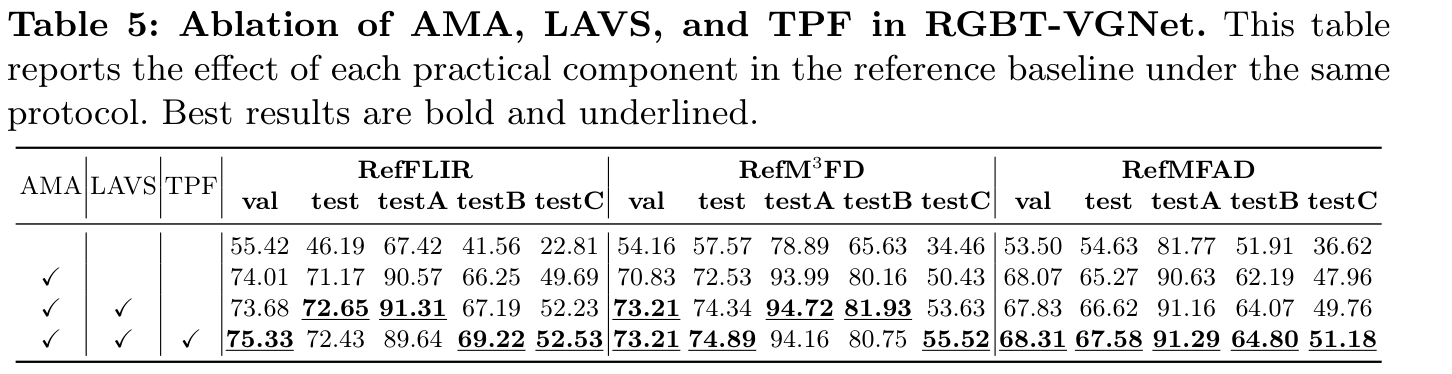 Table 5: Ablation of AMA, LAVS, and TPF in RGBT-VGNet. This table
reports the effect of each practical component in the reference baseline under the same
protocol. Best results are bold and underlined.
RefFLIR RefM³FD RefMFAD
AMA LAVS TPF
val test testA testB testC val test testA testB testC val test testA testB testC
55.42 46.19 67.42 41.56 22.81 54.16 57.57 78.89 65.63 34.46 53.50 54.63 81.77 51.91 36.62
✓ 74.01 71.17 90.57 66.25 49.69 70.83 72.53 93.99 80.16 50.43 68.07 65.27 90.63 62.19 47.96
✓ ✓ 73.68 72.65 91.31 67.19 52.23 73.21 74.34 94.72 81.93 53.63 67.83 66.62 91.16 64.07 49.76
✓ ✓ ✓ 75.33 72.43 89.64 69.22 52.53 73.21 74.89 94.16 80.75 55.52 68.31 67.58 91.29 64.80 51.18